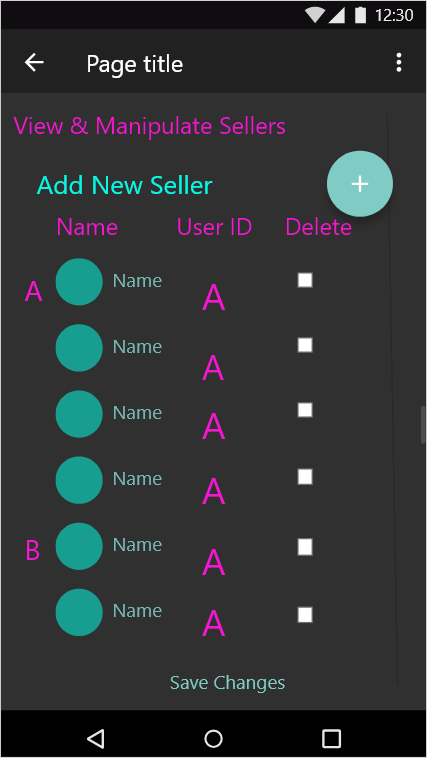 12:30
Page title
View & Manipulate Sellers
Add New Seller
Name User ID Delete
A Name A
Name A
Name A
Name A
B Name A
Name A
Save Changes